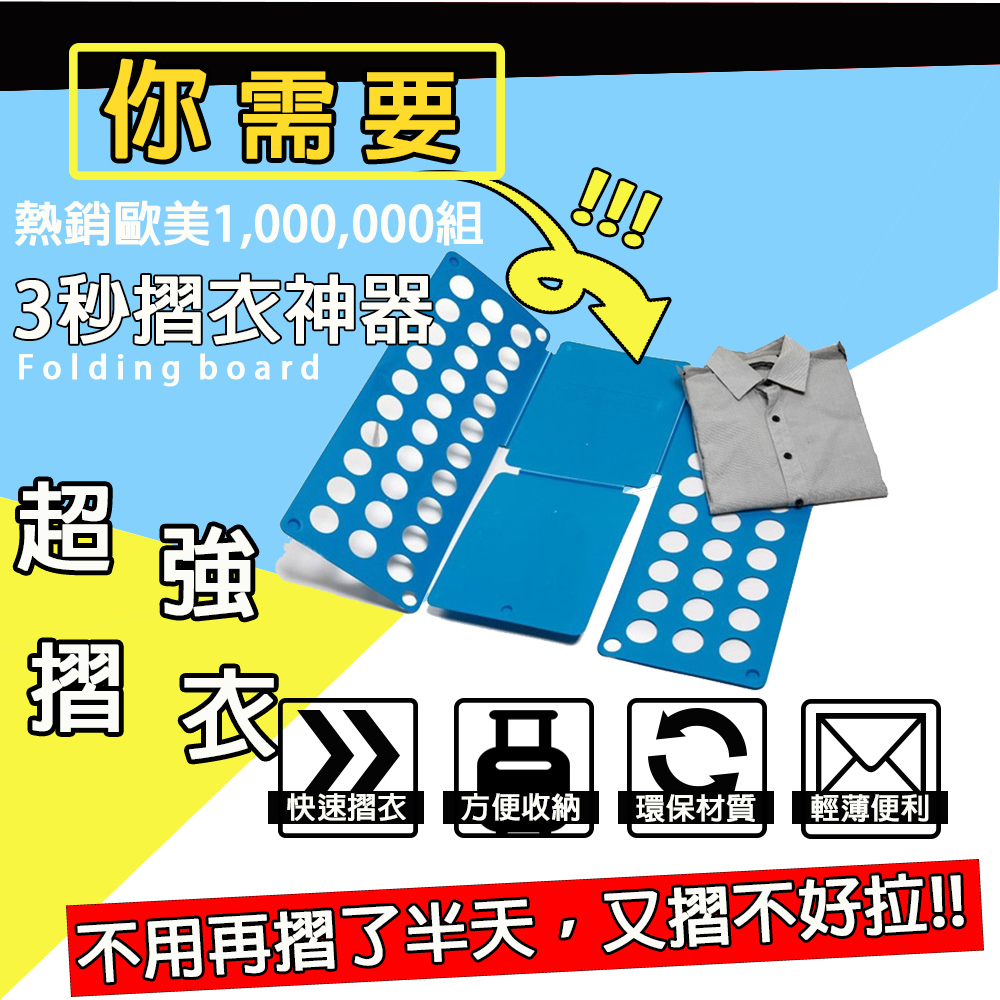 你需要
!!!
熱銷歐美1,000,000組
3秒摺衣神器
Folding board
超強
摺衣
快速摺衣
方便收納
環保材質
輕薄便利
不用再摺了半天，又摺不好拉!!